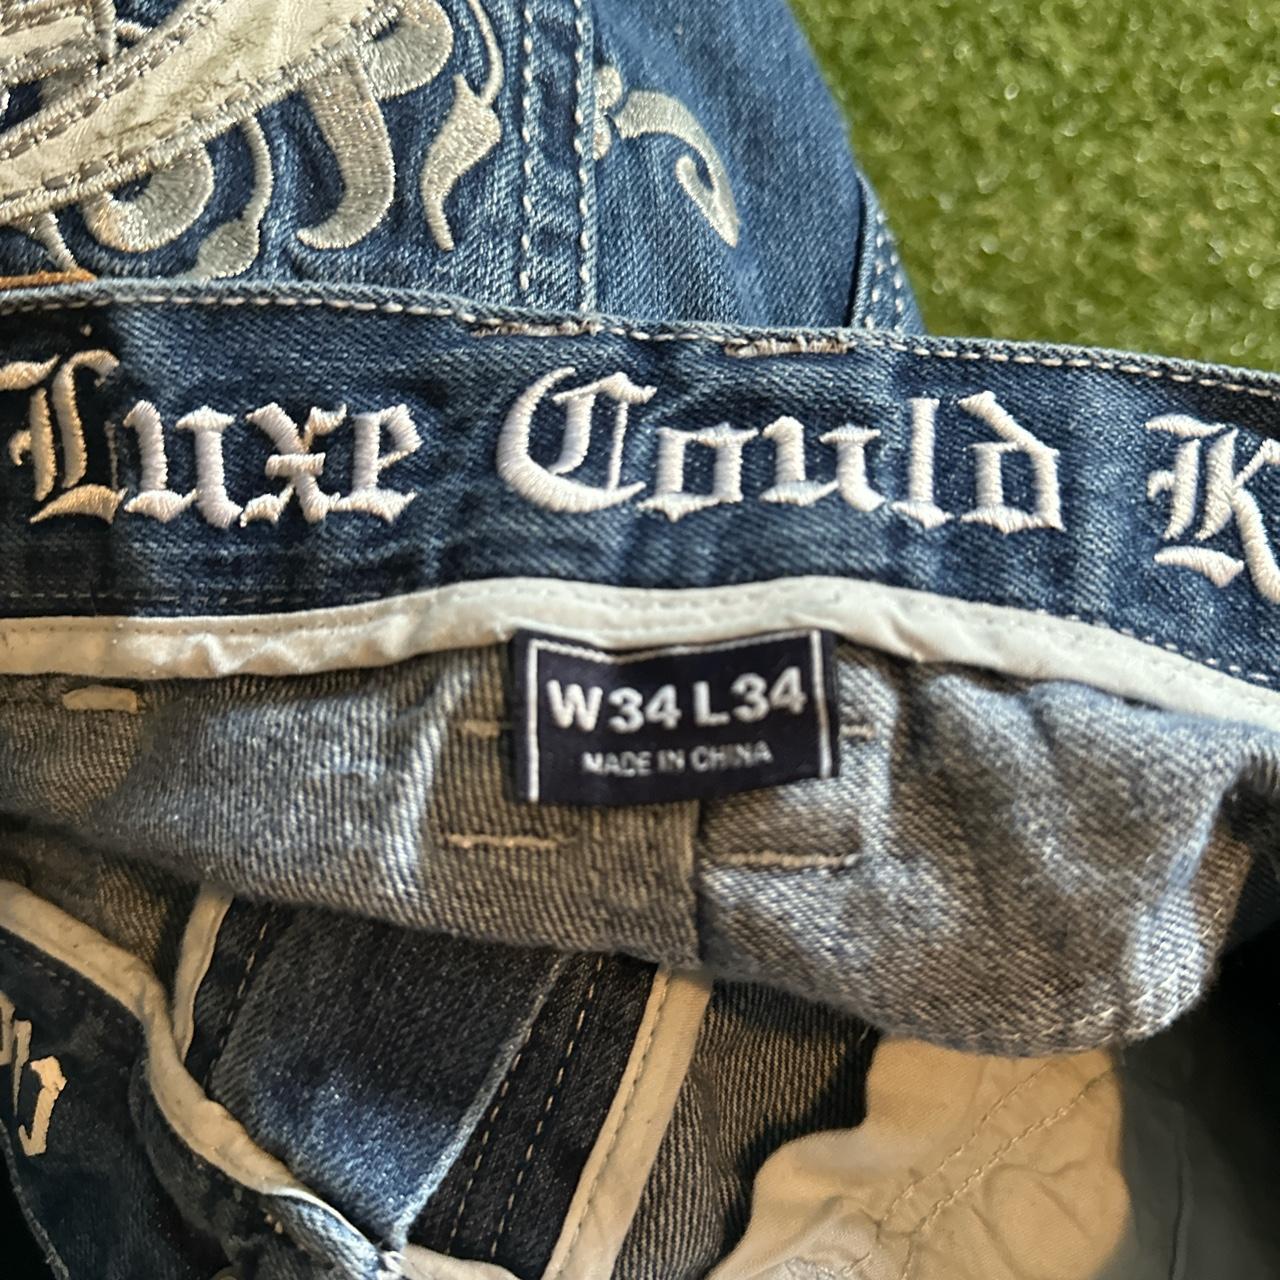 Luxe Could K
W34 L34
MADE IN CHINA